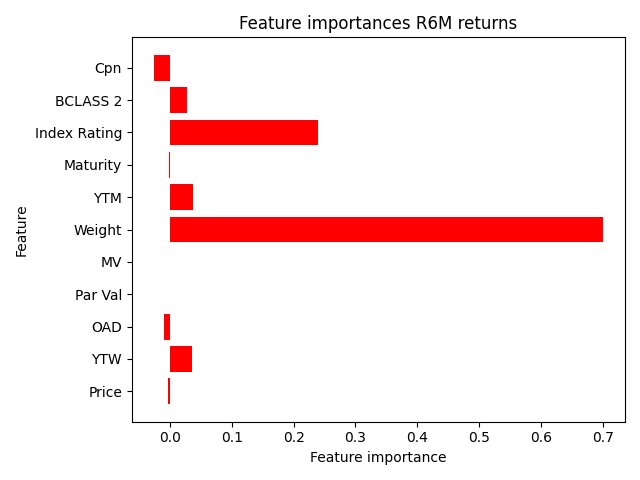 Feature importances R6M returns
Feature
Cpn
BCLASS 2
Index Rating
Maturity
YTM
Weight
MV
Par Val
OAD
YTW
Price
0.0 0.1 0.2 0.3 0.4 0.5 0.6 0.7
Feature importance